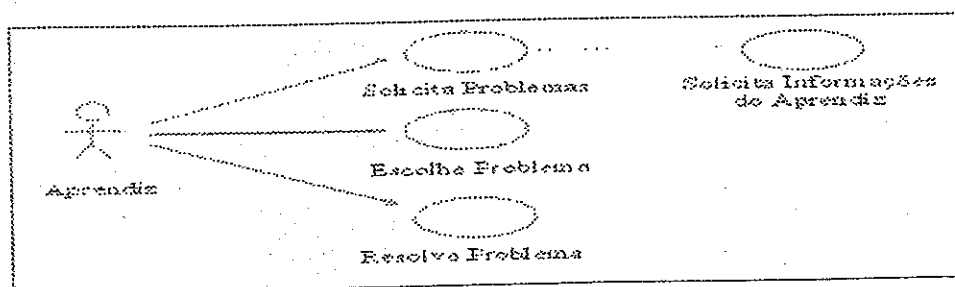 Solicita Problemas
Solicita Informações
do Aprendiz
Escolhe Problema
Aprendiz
Resolve Problema